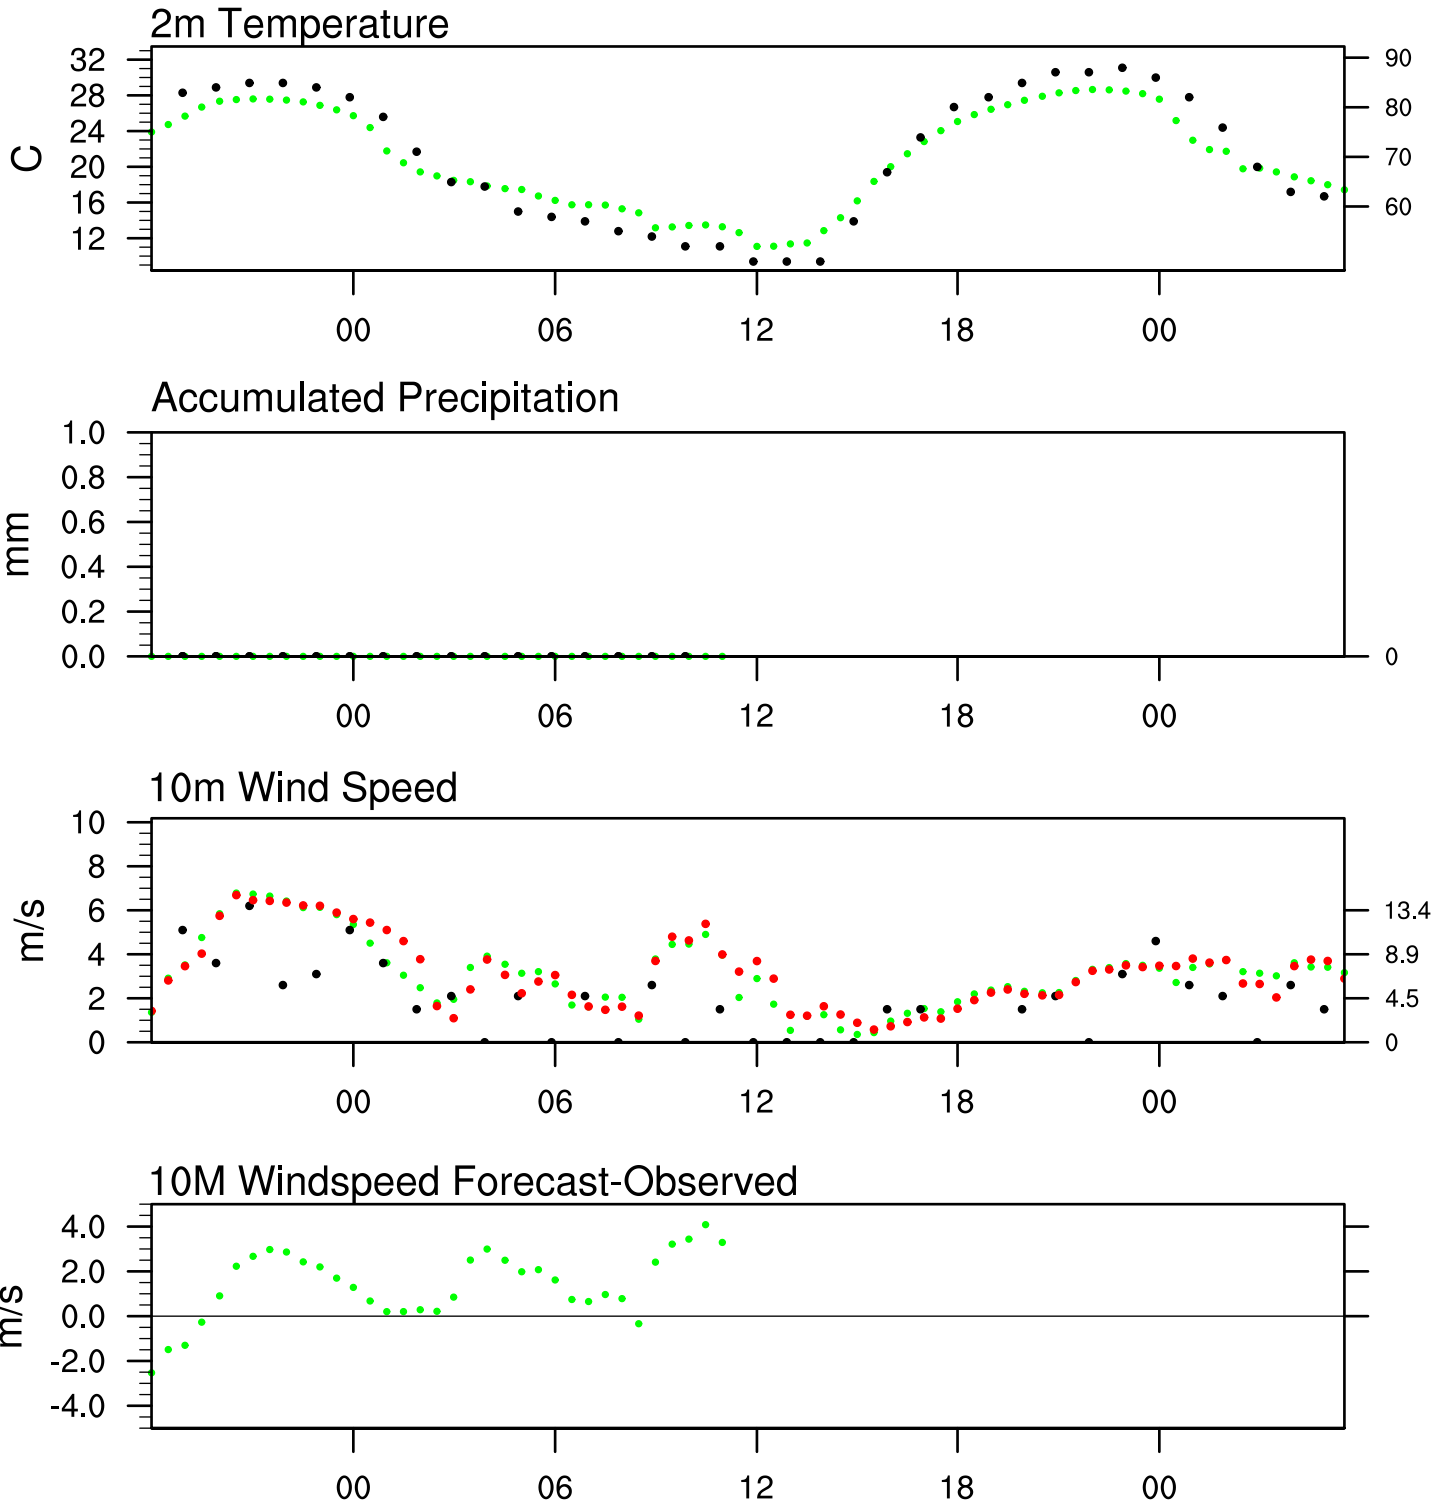 2m Temperature
32
28
24
20
16
12
C
90
80
70
60
00 06 12 18 00
Accumulated Precipitation
1.0
0.8
0.6
0.4
0.2
0.0
mm
0
00 06 12 18 00
10m Wind Speed
10
8
6
4
2
0
m/s
13.4
8.9
4.5
0
00 06 12 18 00
10M Windspeed Forecast-Observed
4.0
2.0
0.0
-2.0
-4.0
m/s
00 06 12 18 00